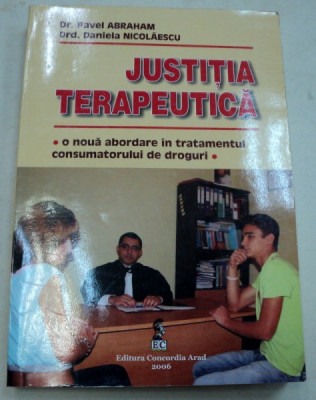 Dr. Pavel ABRAHAM
Drd. Daniela NICOLĂESCU
JUSTIŢIA
TERAPEUTICĂ
• o nouă abordare în tratamentul
consumatorului de droguri •
EC
Editura Concordia Arad
2006